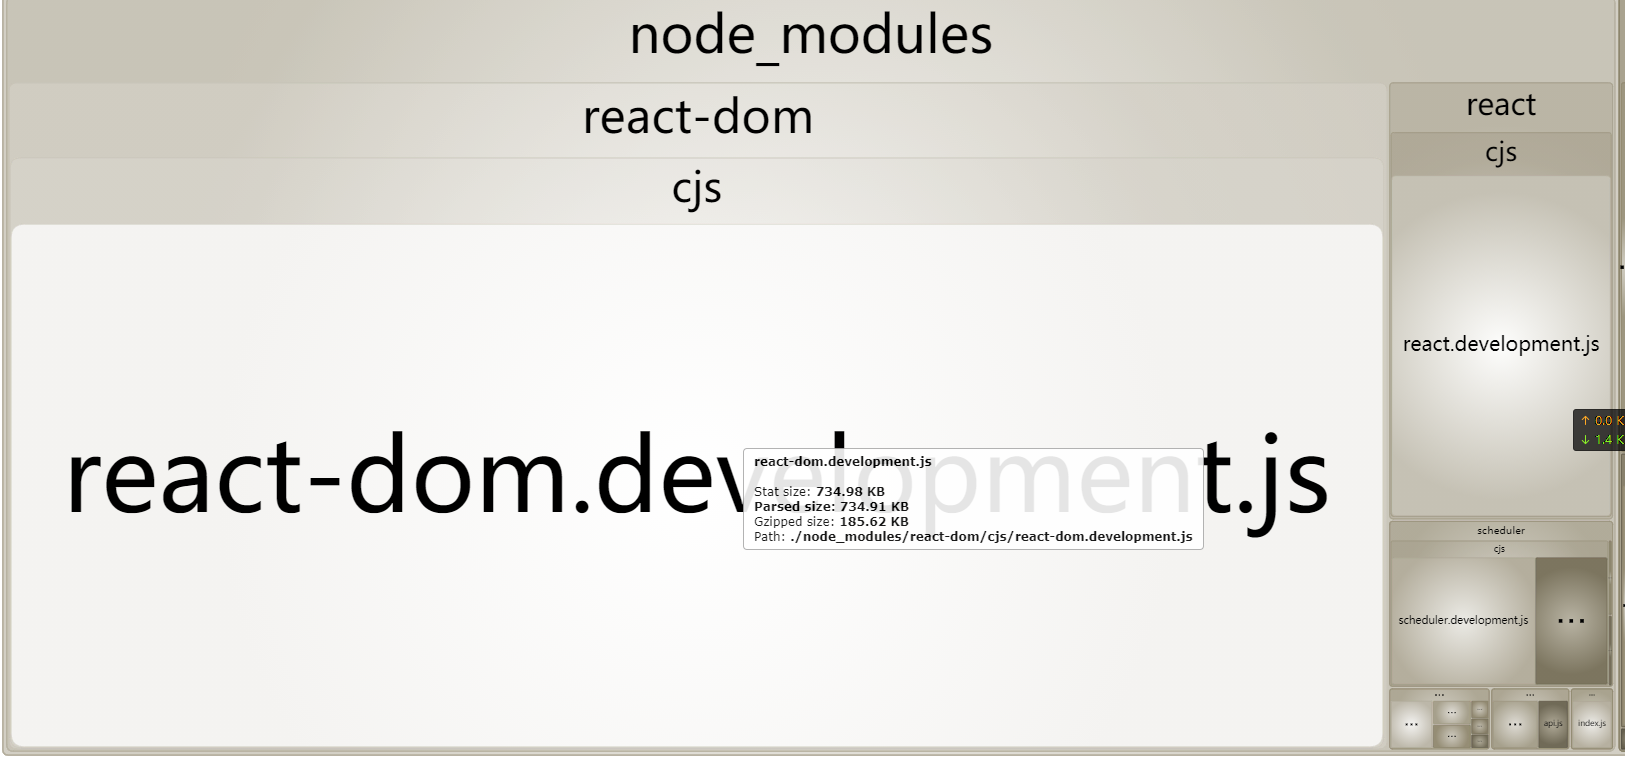 node_modules
react-dom
cjs
react-dom.development.js
react-dom.development.js
Stat size: 734.98 KB
Parsed size: 734.91 KB
Gzipped size: 185.62 KB
Path: ./node_modules/react-dom/cjs/react-dom.development.js
react
cjs
react.development.js
↑ 0.0 K
↓ 1.4 K
scheduler
cjs
scheduler.development.js
...
... ... ...
... ... ... ... api.js index.js